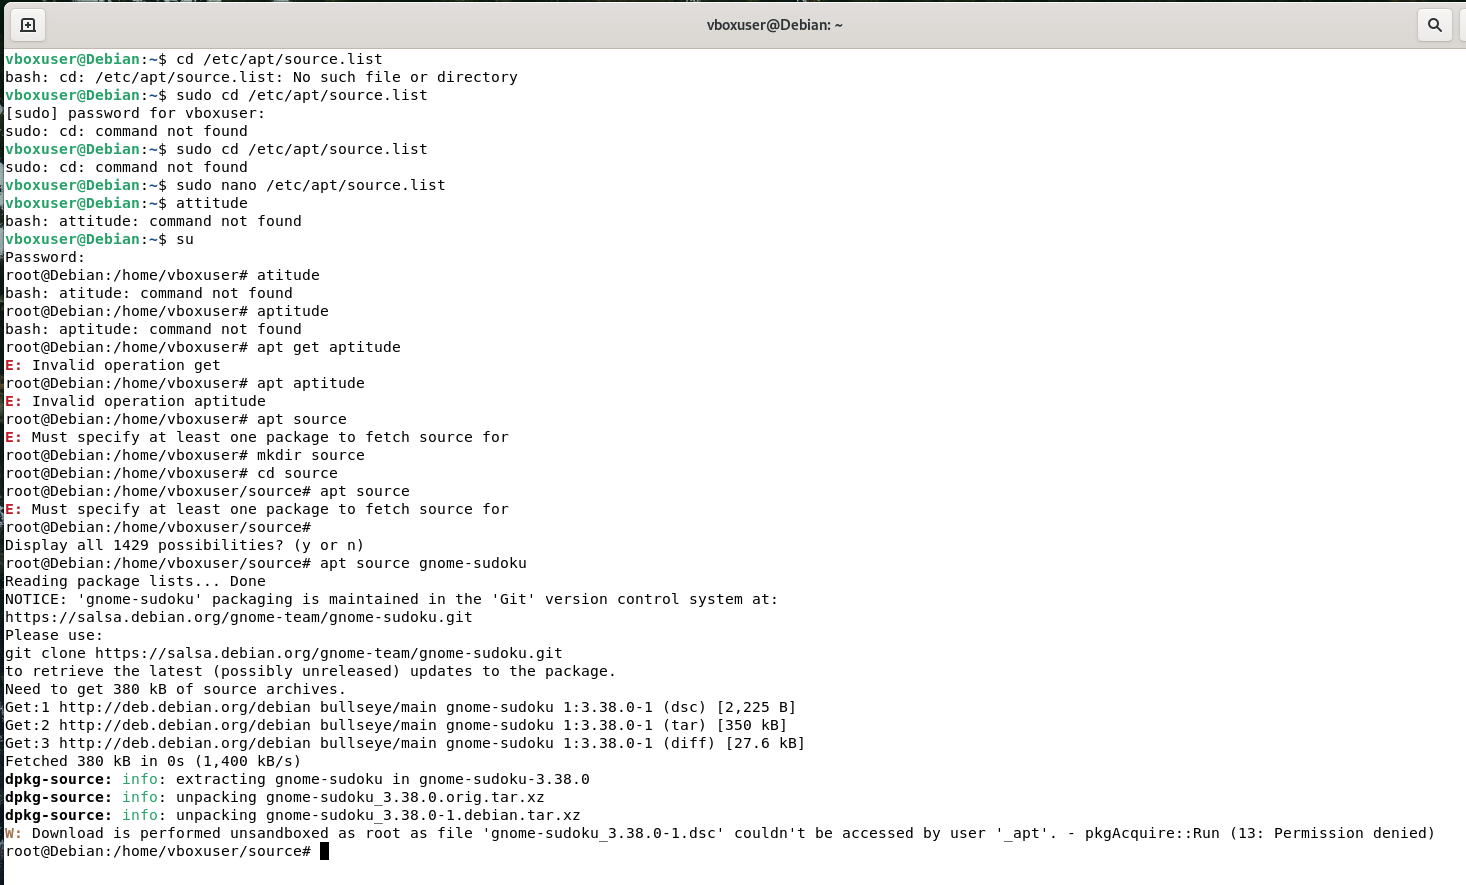 vboxuser@Debian: ~
vboxuser@Debian:~$ cd /etc/apt/source.list
bash: cd: /etc/apt/source.list: No such file or directory
vboxuser@Debian:~$ sudo cd /etc/apt/source.list
[sudo] password for vboxuser:
sudo: cd: command not found
vboxuser@Debian:~$ sudo cd /etc/apt/source.list
sudo: cd: command not found
vboxuser@Debian:~$ sudo nano /etc/apt/source.list
vboxuser@Debian:~$ attitude
bash: attitude: command not found
vboxuser@Debian:~$ su
Password:
root@Debian:/home/vboxuser# atitude
bash: atitude: command not found
root@Debian:/home/vboxuser# aptitude
bash: aptitude: command not found
root@Debian:/home/vboxuser# apt get aptitude
E: Invalid operation get
root@Debian:/home/vboxuser# apt aptitude
E: Invalid operation aptitude
root@Debian:/home/vboxuser# apt source
E: Must specify at least one package to fetch source for
root@Debian:/home/vboxuser# mkdir source
root@Debian:/home/vboxuser# cd source
root@Debian:/home/vboxuser/source# apt source
E: Must specify at least one package to fetch source for
root@Debian:/home/vboxuser/source#
Display all 1429 possibilities? (y or n)
root@Debian:/home/vboxuser/source# apt source gnome-sudoku
Reading package lists... Done
NOTICE: 'gnome-sudoku' packaging is maintained in the 'Git' version control system at:
https://salsa.debian.org/gnome-team/gnome-sudoku.git
Please use:
git clone https://salsa.debian.org/gnome-team/gnome-sudoku.git
to retrieve the latest (possibly unreleased) updates to the package.
Need to get 380 kB of source archives.
Get:1 http://deb.debian.org/debian bullseye/main gnome-sudoku 1:3.38.0-1 (dsc) [2,225 B]
Get:2 http://deb.debian.org/debian bullseye/main gnome-sudoku 1:3.38.0-1 (tar) [350 kB]
Get:3 http://deb.debian.org/debian bullseye/main gnome-sudoku 1:3.38.0-1 (diff) [27.6 kB]
Fetched 380 kB in 0s (1,400 kB/s)
dpkg-source: info: extracting gnome-sudoku in gnome-sudoku-3.38.0
dpkg-source: info: unpacking gnome-sudoku_3.38.0.orig.tar.xz
dpkg-source: info: unpacking gnome-sudoku_3.38.0-1.debian.tar.xz
W: Download is performed unsandboxed as root as file 'gnome-sudoku_3.38.0-1.dsc' couldn't be accessed by user '_apt'. - pkgAcquire::Run (13: Permission denied)
root@Debian:/home/vboxuser/source#